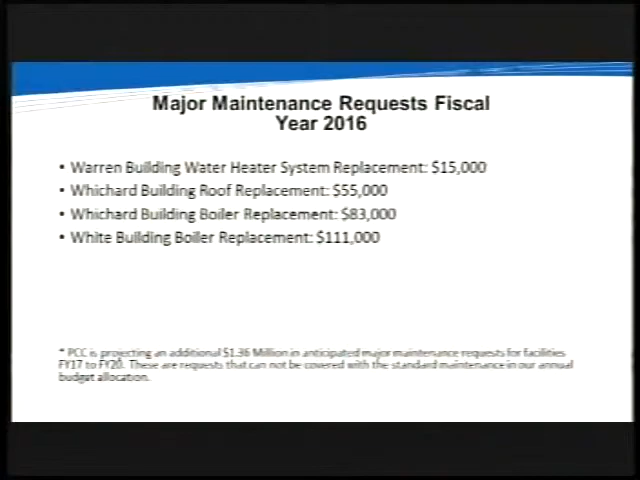 Major Maintenance Requests Fiscal
Year 2016
• Warren Building Water Heater System Replacement: $15,000
• Whichard Building Roof Replacement: $55,000
• Whichard Building Boiler Replacement: $83,000
• White Building Boiler Replacement: $111,000
* PCC is projecting an additional $1.36 Million in anticipated major maintenance requests for facilities
FY17 to FY20. These are requests that can not be covered with the standard maintenance in our annual
budget allocation.